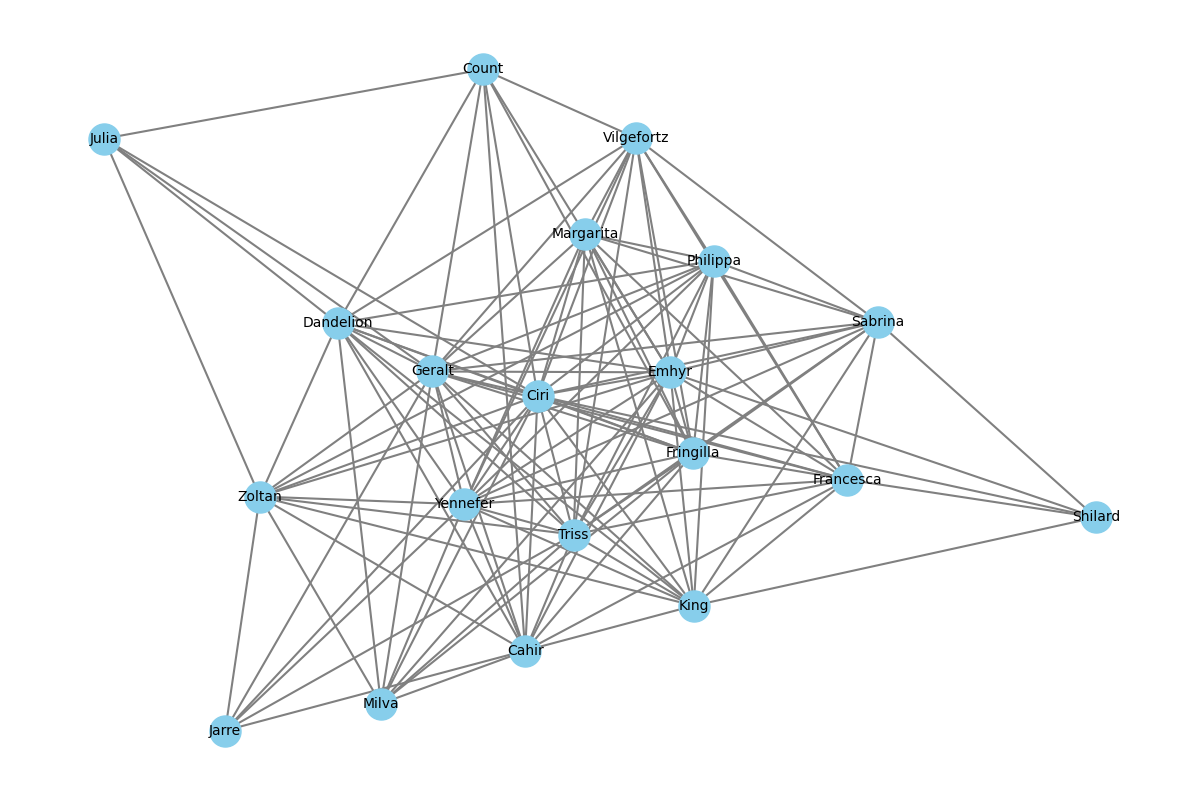 Count
Julia
Vilgefortz
Margarita
Philippa
Dandelion
Sabrina
Geralt
Emhyr
Ciri
Fringilla
Francesca
Zoltan
Yennefer
Shilard
Triss
King
Cahir
Milva
Jarre